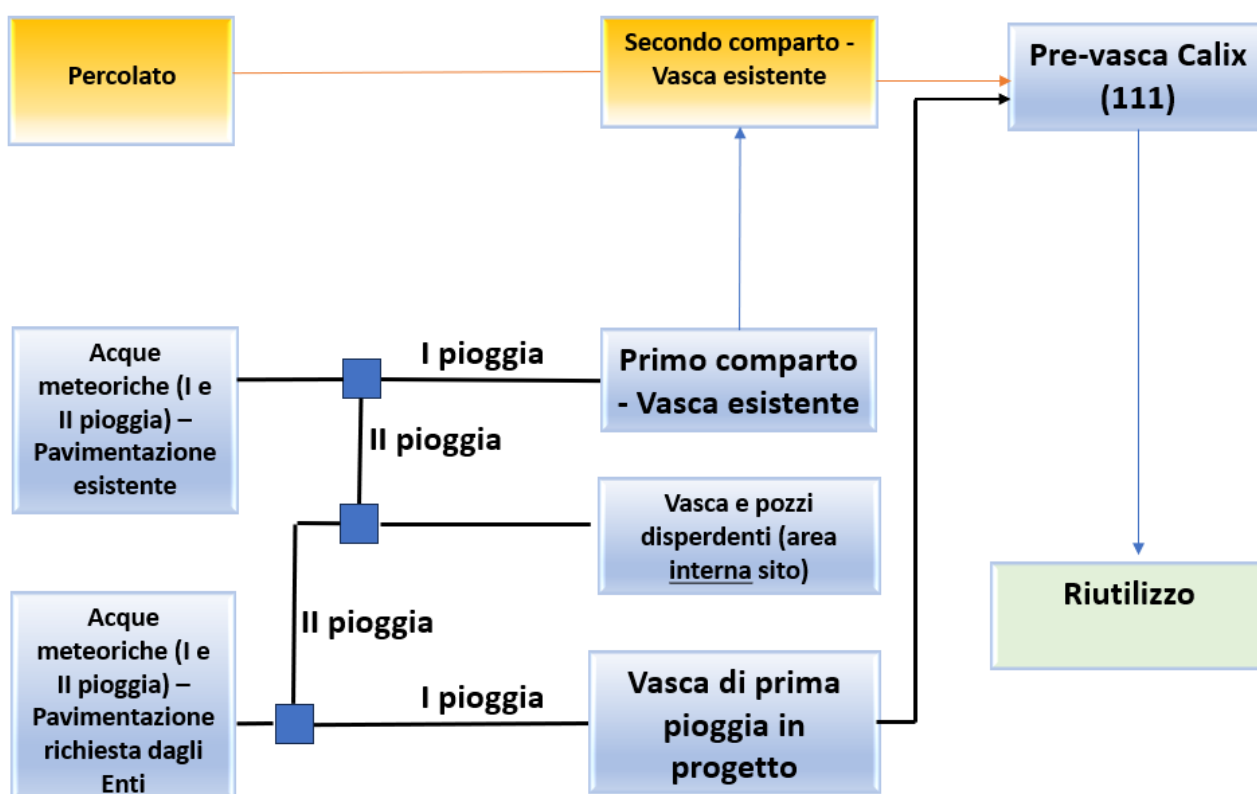 Percolato
Secondo comparto -
Vasca esistente
Pre-vasca Calix
(111)
Acque
meteoriche (I e
II pioggia) –
Pavimentazione
esistente
I pioggia
II pioggia
Primo comparto
- Vasca esistente
Vasca e pozzi
disperdenti (area
interna sito)
Riutilizzo
Acque
meteoriche (I e
II pioggia) –
Pavimentazione
richiesta dagli
Enti
II pioggia
I pioggia
Vasca di prima
pioggia in
progetto